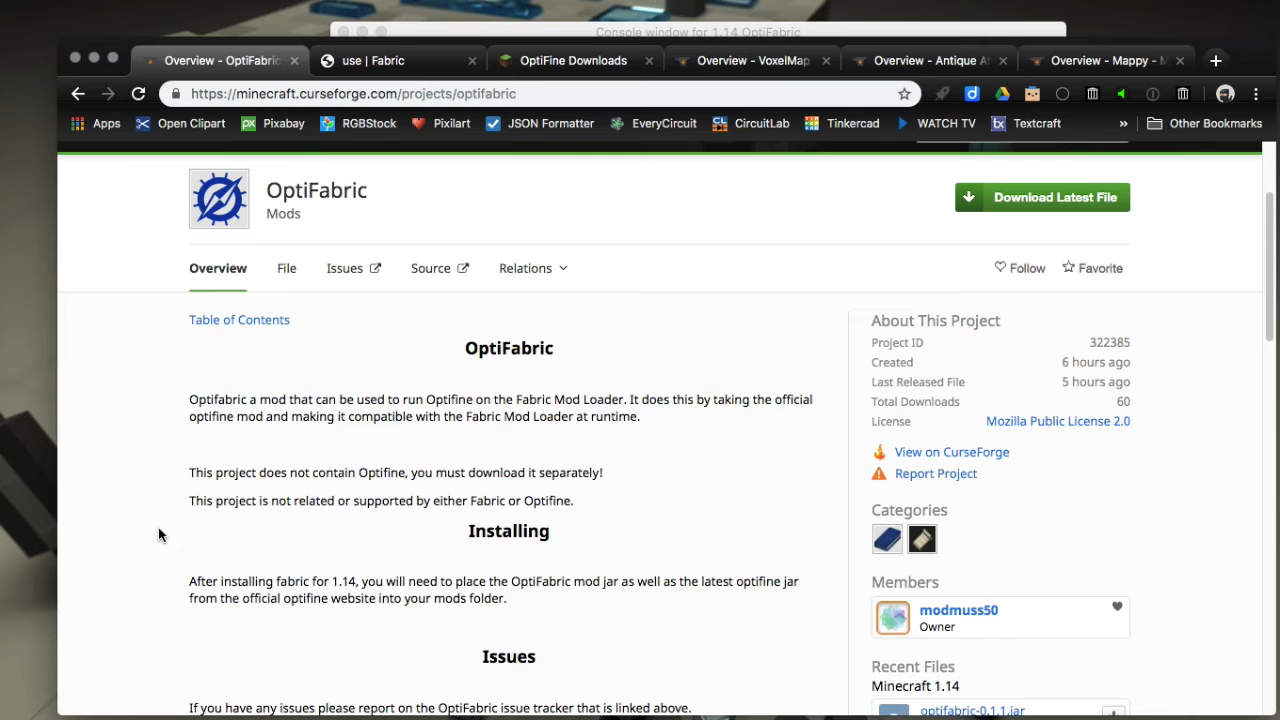 Console window for 1.14 OptiFabric
Overview - OptiFabric
use | Fabric
OptiFine Downloads
Overview - VoxelMap
Overview - Antique A
Overview - Mappy - M
https://minecraft.curseforge.com/projects/optifabric
Apps
Open Clipart
px Pixabay
RGBStock
Pixilart
JSON Formatter
EveryCircuit
CL CircuitLab
Tinkercad
WATCH TV
bx Textcraft
»
Other Bookmarks
OptiFabric
Mods
Download Latest File
Overview
File
Issues
Source
Relations
Follow
Favorite
Table of Contents
OptiFabric
Optifabric a mod that can be used to run Optifine on the Fabric Mod Loader. It does this by taking the official
optifine mod and making it compatible with the Fabric Mod Loader at runtime.
This project does not contain Optifine, you must download it separately!
This project is not related or supported by either Fabric or Optifine.
Installing
After installing fabric for 1.14, you will need to place the OptiFabric mod jar as well as the latest optifine jar
from the official optifine website into your mods folder.
Issues
If you have any issues please report on the OptiFabric issue tracker that is linked above.
About This Project
Project ID 322385
Created 6 hours ago
Last Released File 5 hours ago
Total Downloads 60
License Mozilla Public License 2.0
View on CurseForge
Report Project
Categories
Members
modmuss50
Owner
Recent Files
Minecraft 1.14
optifabric-0.1.1.jar